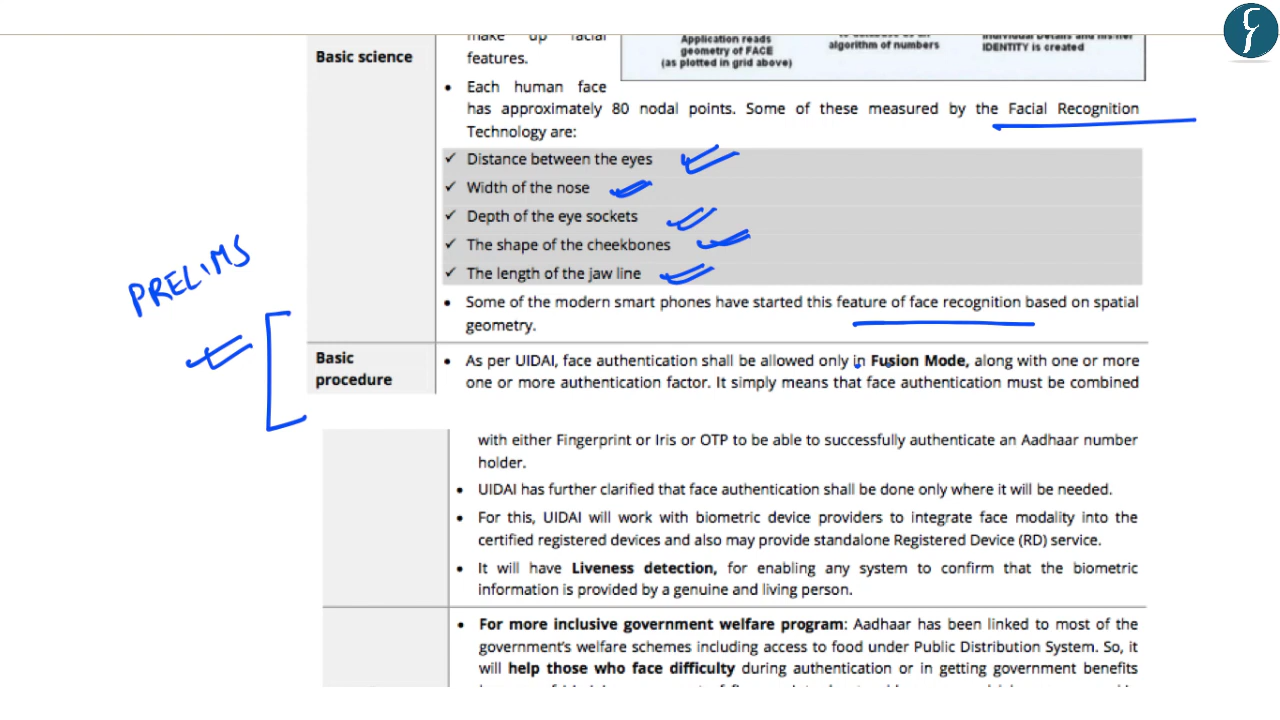 Basic science
make up facial
features.
Application reads
geometry of FACE
(as plotted in grid above)
algorithm of numbers
IDENTITY is created
• Each human face
has approximately 80 nodal points. Some of these measured by the Facial Recognition
Technology are:
✓ Distance between the eyes
✓ Width of the nose
✓ Depth of the eye sockets
✓ The shape of the cheekbones
✓ The length of the jaw line
• Some of the modern smart phones have started this feature of face recognition based on spatial
geometry.
PRELIMS
Basic
procedure
• As per UIDAI, face authentication shall be allowed only in Fusion Mode, along with one or more
one or more authentication factor. It simply means that face authentication must be combined
with either Fingerprint or Iris or OTP to be able to successfully authenticate an Aadhaar number
holder.
• UIDAI has further clarified that face authentication shall be done only where it will be needed.
• For this, UIDAI will work with biometric device providers to integrate face modality into the
certified registered devices and also may provide standalone Registered Device (RD) service.
• It will have Liveness detection, for enabling any system to confirm that the biometric
information is provided by a genuine and living person.
• For more inclusive government welfare program: Aadhaar has been linked to most of the
government's welfare schemes including access to food under Public Distribution System. So, it
will help those who face difficulty during authentication or in getting government benefits